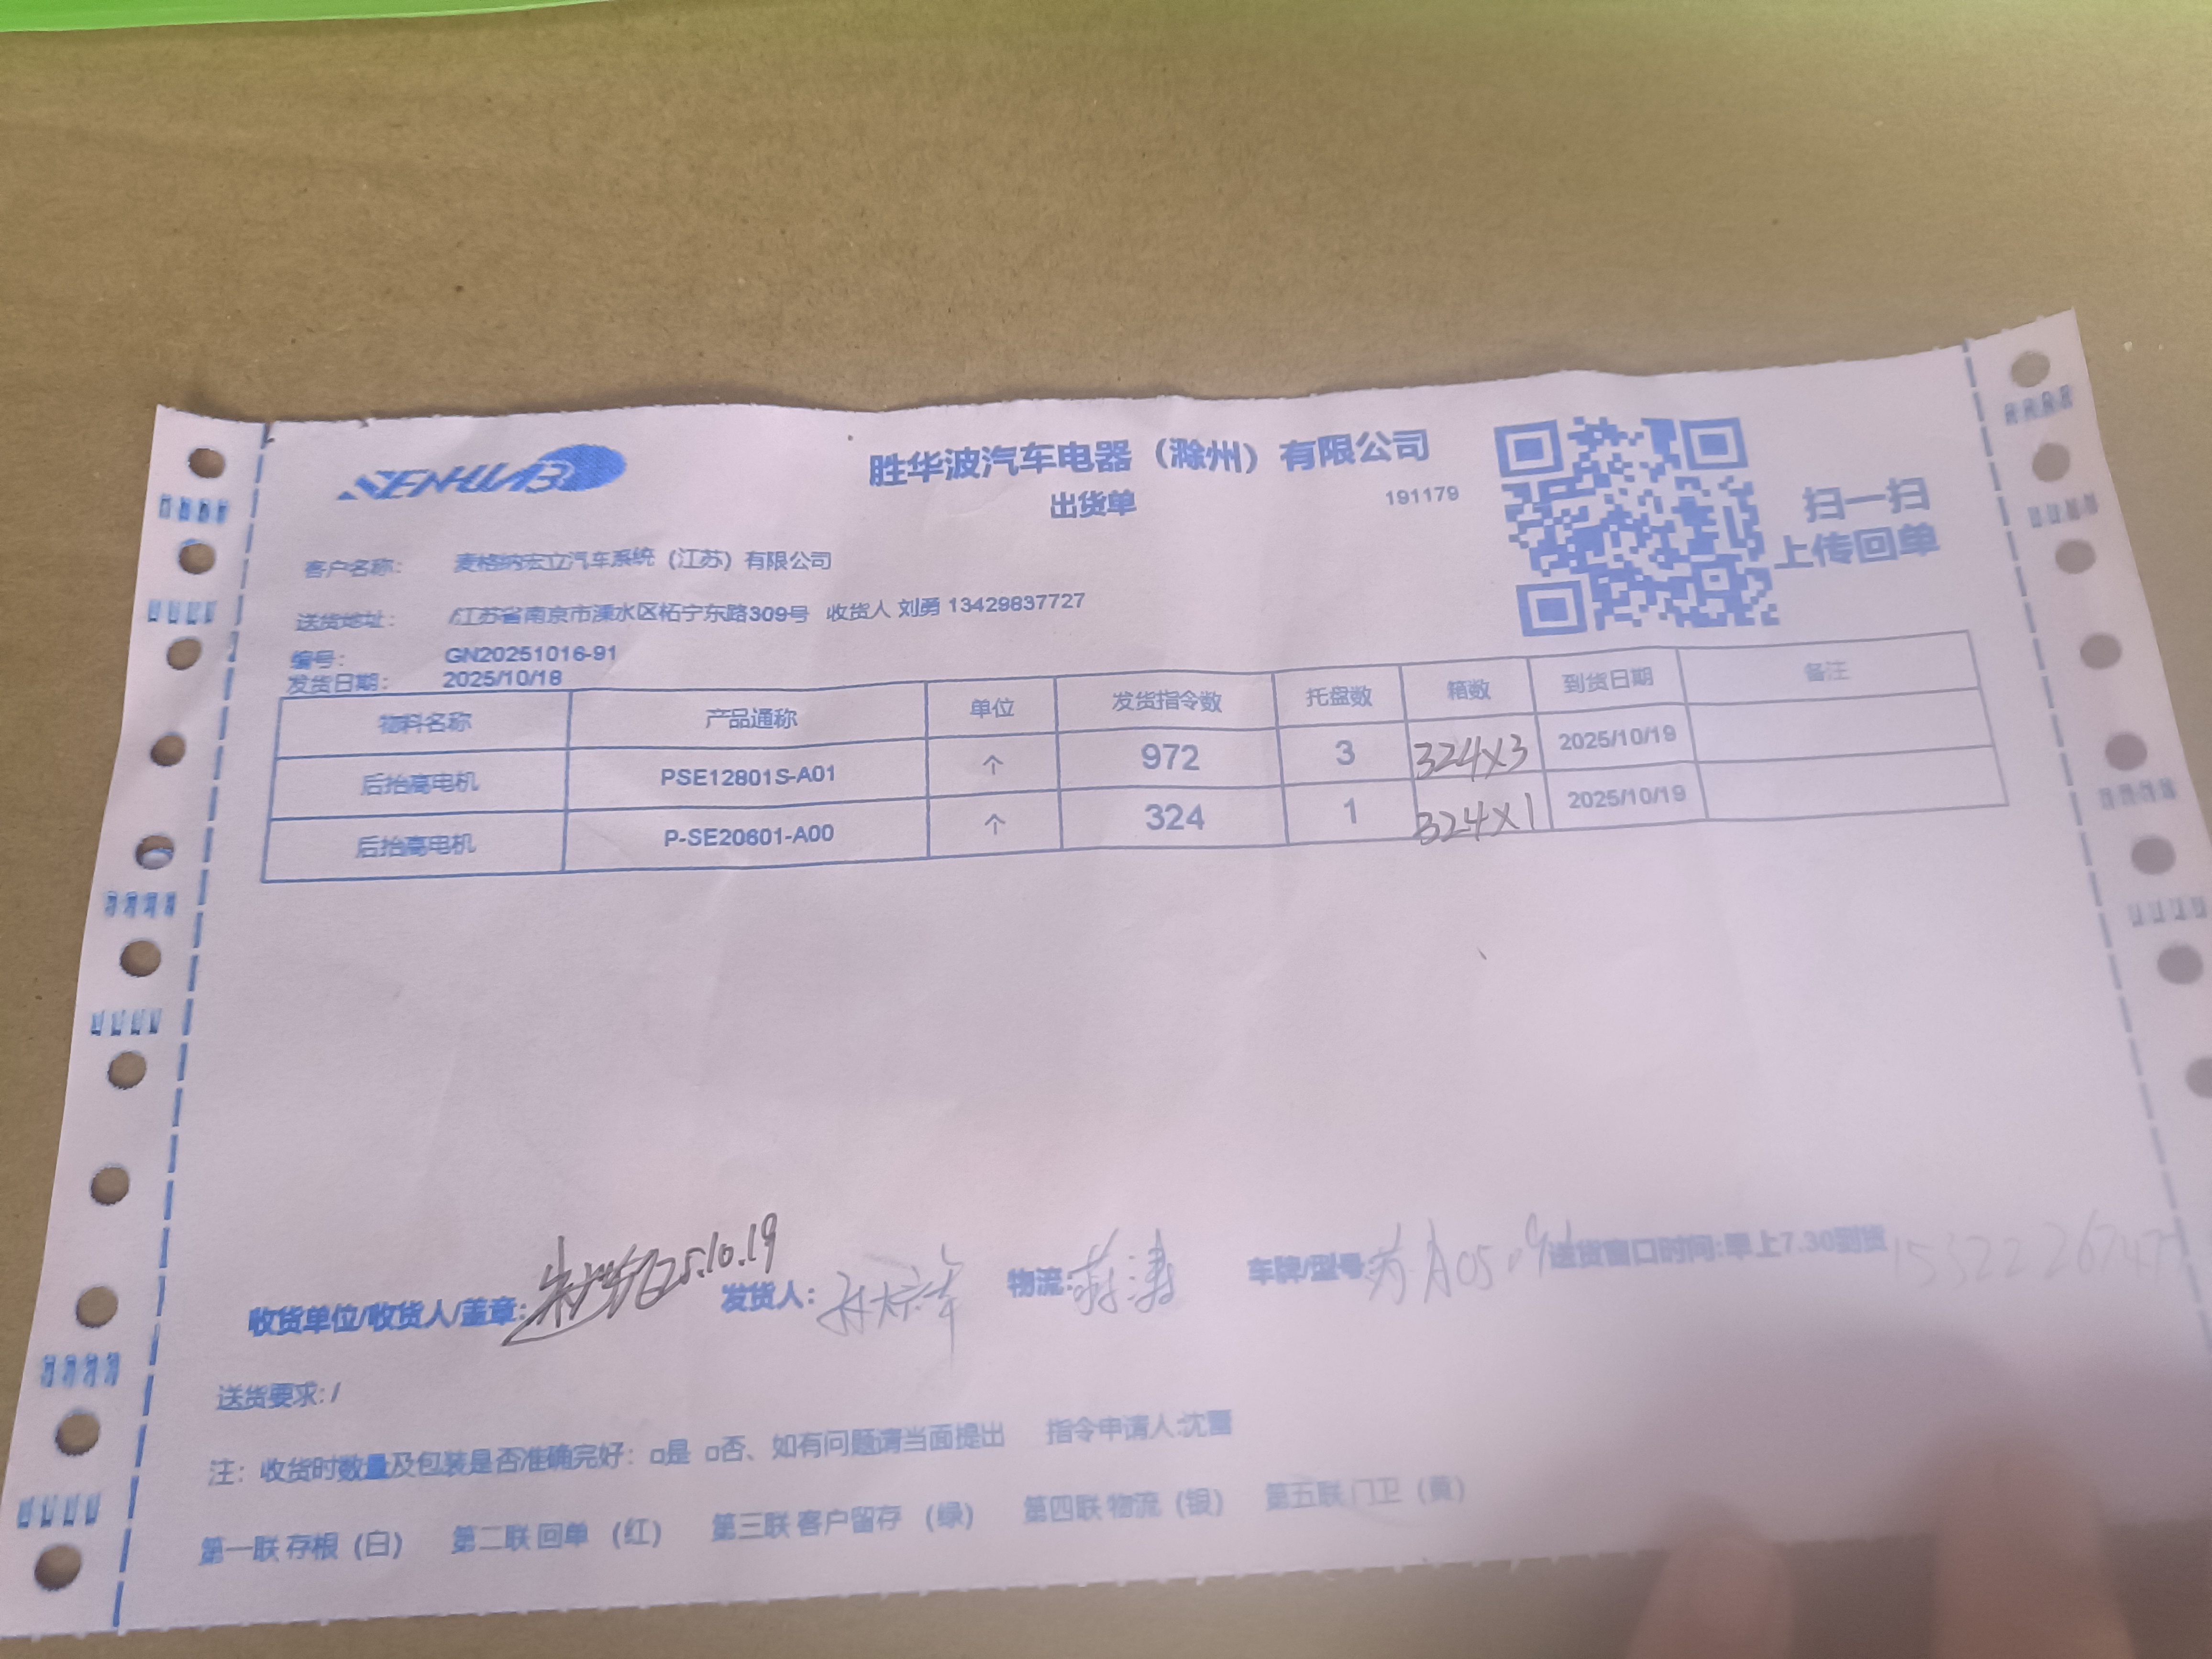 SENHUABO
胜华波汽车电器（滁州）有限公司
出货单
191179
扫一扫
上传回单
客户名称： 麦格纳宏立汽车系统（江苏）有限公司
送货地址： /江苏省南京市溧水区柘宁东路309号 收货人 刘勇 13429837727
编号： GN20251016-91
发货日期： 2025/10/18
物料名称 产品通称 单位 发货指令数 托盘数 箱数 到货日期 备注
后抬高电机 PSE12801S-A01 个 972 3 324X3 2025/10/19
后抬高电机 P-SE20601-A00 个 324 1 324X1 2025/10/19
收货单位/收货人/盖章： 25.10.19 发货人： 物流： 车牌/型号： 送货窗口时间:早上7.30到货
送货要求: /
注：收货时数量及包装是否准确完好：□是 □否、如有问题请当面提出 指令申请人:沈雷
第一联 存根（白） 第二联 回单 （红） 第三联 客户留存 （绿） 第四联 物流（银） 第五联 门卫（黄）